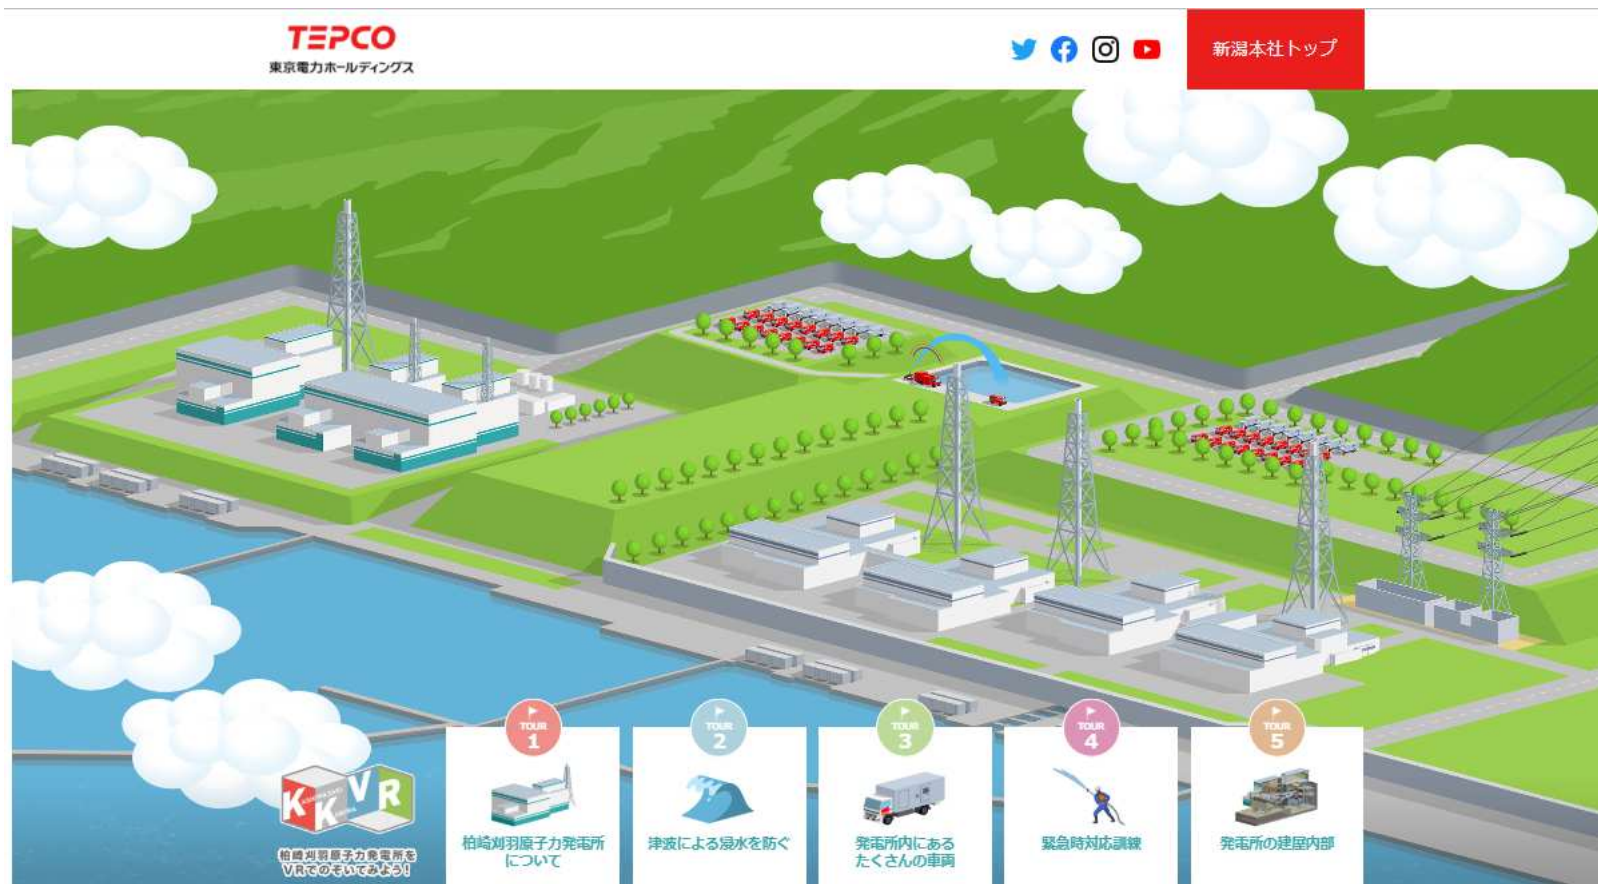 TEPCO
東京電力ホールディングス
新潟本社トップ
TOUR
1
柏崎刈羽原子力発電所
について
TOUR
2
津波による浸水を防ぐ
TOUR
3
発電所内にある
たくさんの車両
TOUR
4
緊急時対応訓練
TOUR
5
発電所の建屋内部
KKVR
柏崎刈羽原子力発電所を
VRでのぞいてみよう!